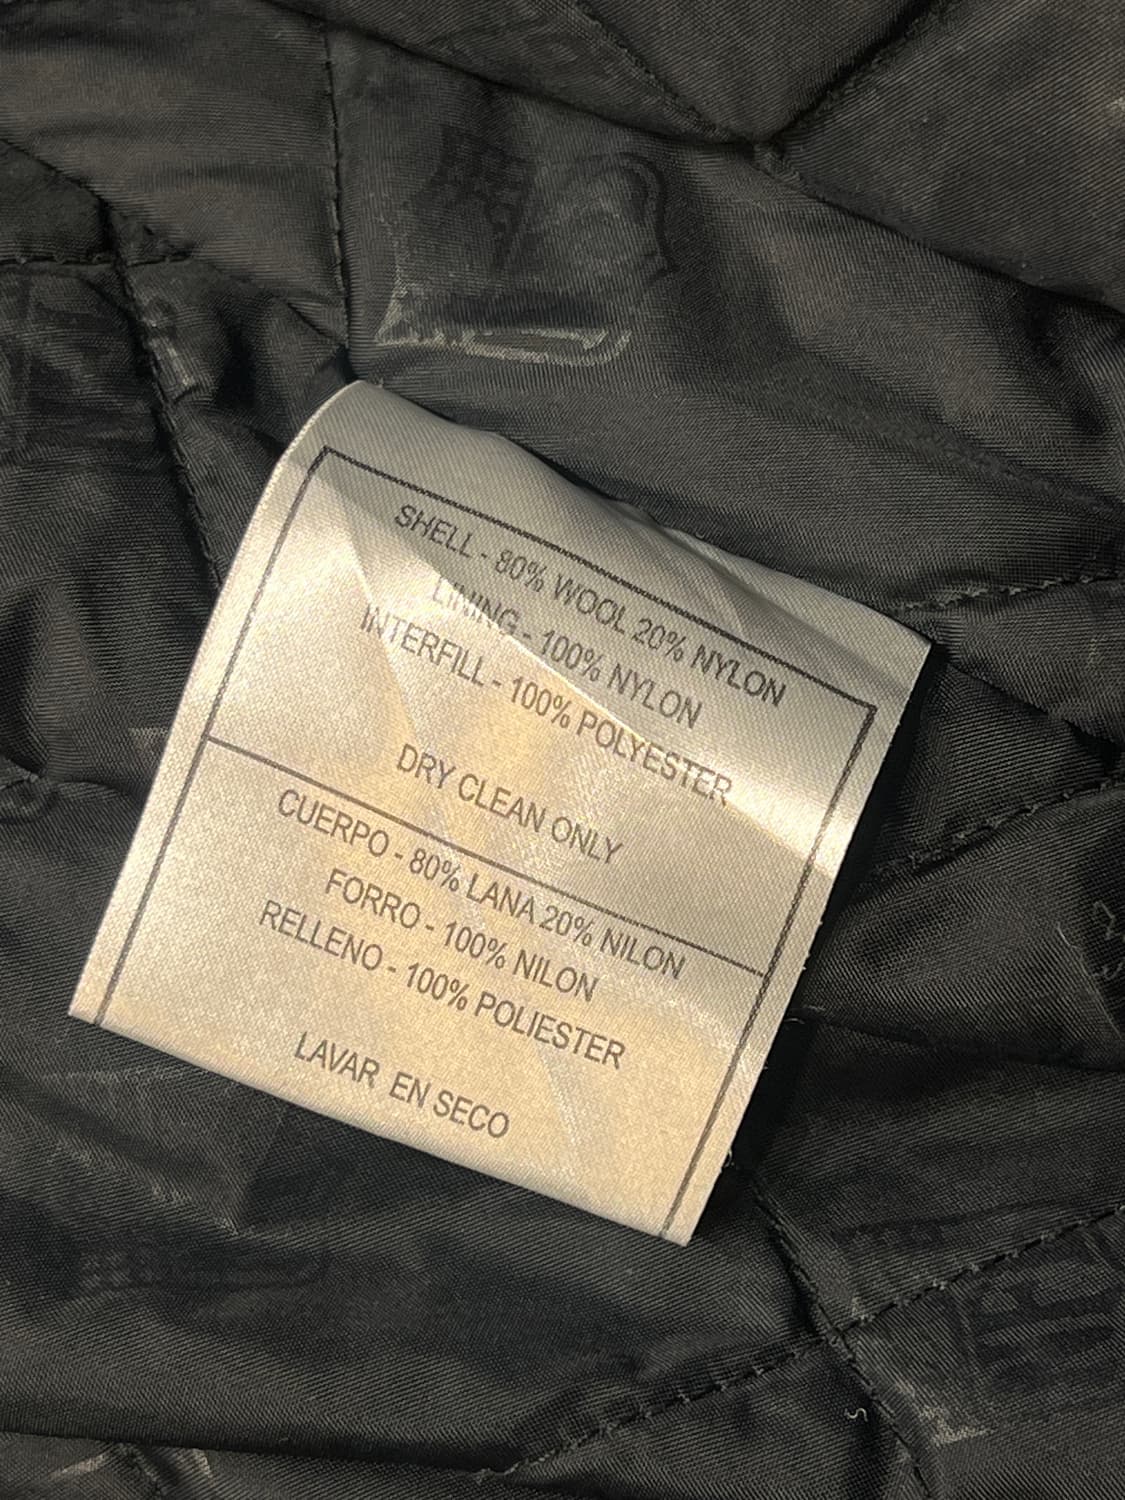 SHELL - 80% WOOL 20% NYLON
LINING - 100% NYLON
INTERFILL - 100% POLYESTER
DRY CLEAN ONLY
CUERPO - 80% LANA 20% NILON
FORRO - 100% NILON
RELLENO - 100% POLIESTER
LAVAR EN SECO